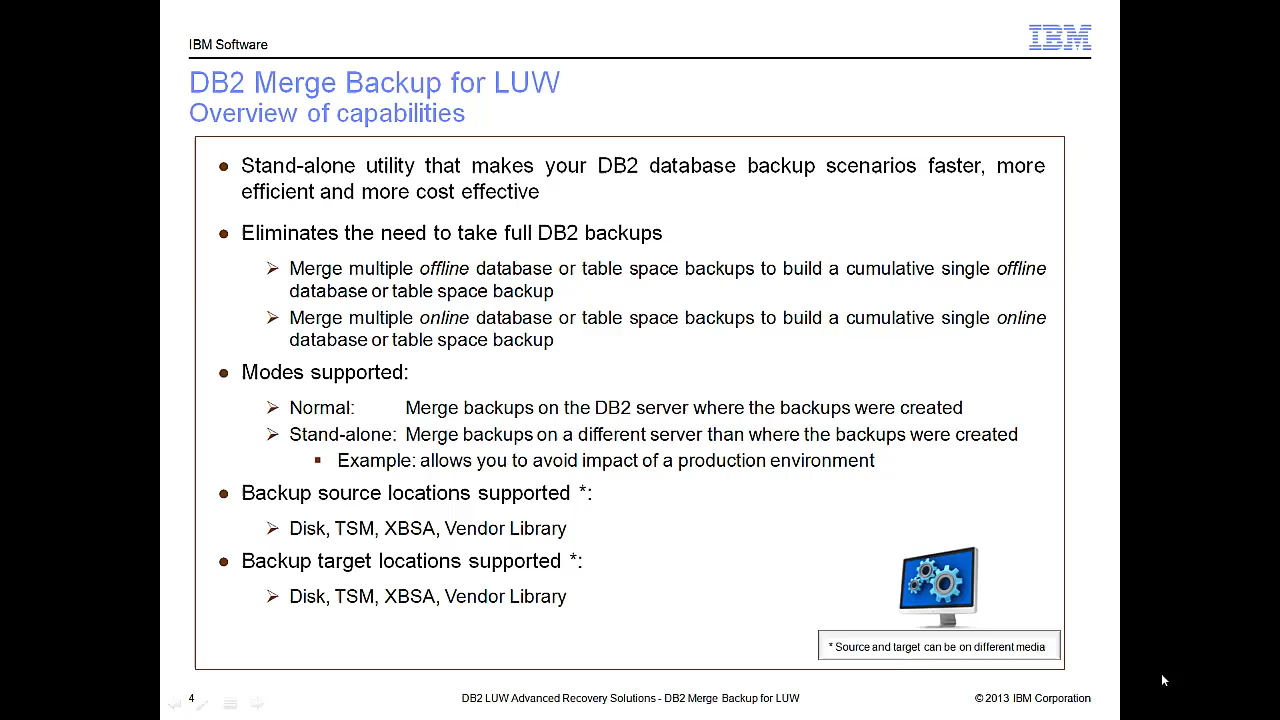 IBM Software
IBM
DB2 Merge Backup for LUW
Overview of capabilities
Stand-alone utility that makes your DB2 database backup scenarios faster, more
efficient and more cost effective
Eliminates the need to take full DB2 backups
Merge multiple offline database or table space backups to build a cumulative single offline
database or table space backup
Merge multiple online database or table space backups to build a cumulative single online
database or table space backup
Modes supported:
Normal: Merge backups on the DB2 server where the backups were created
Stand-alone: Merge backups on a different server than where the backups were created
Example: allows you to avoid impact of a production environment
Backup source locations supported *:
Disk, TSM, XBSA, Vendor Library
Backup target locations supported *:
Disk, TSM, XBSA, Vendor Library
* Source and target can be on different media
4
DB2 LUW Advanced Recovery Solutions - DB2 Merge Backup for LUW
© 2013 IBM Corporation